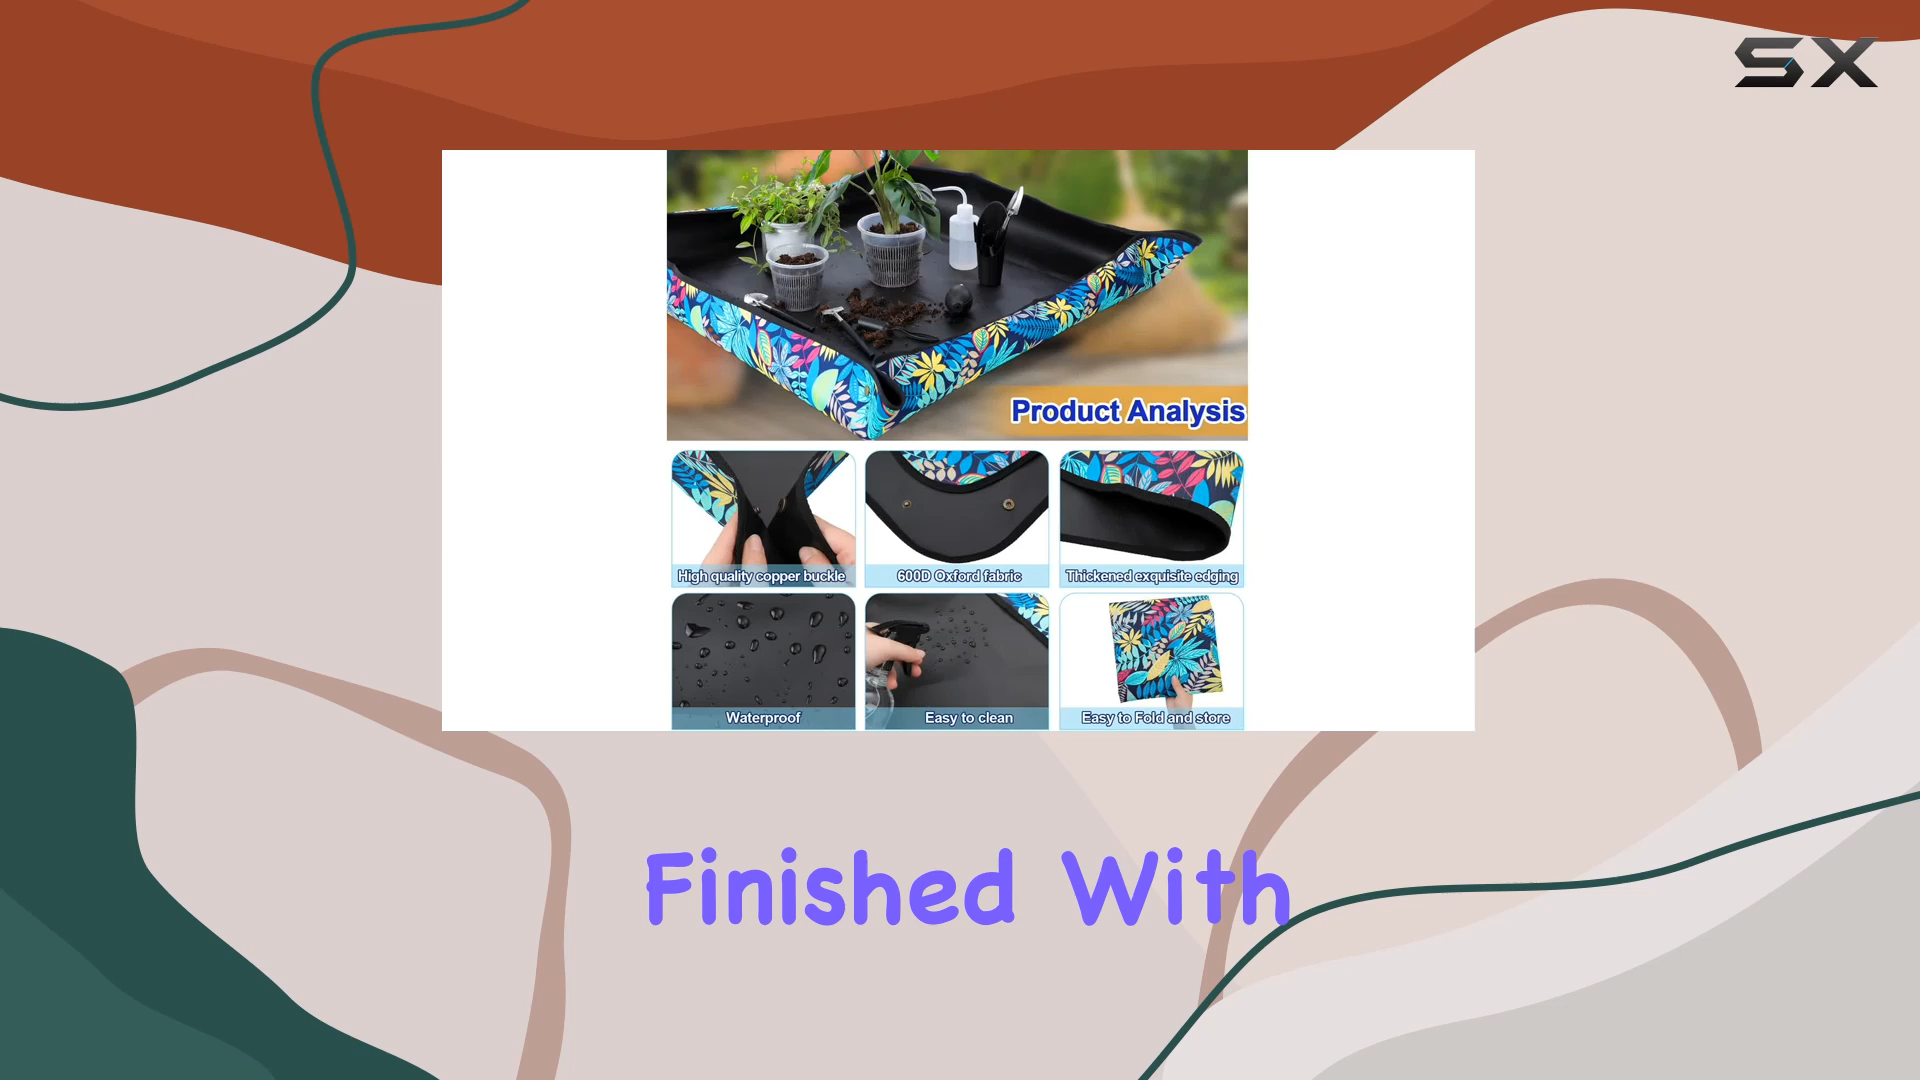 SX
Product Analysis
High quality copper buckle
600D Oxford fabric
Thickened exquisite edging
Waterproof
Easy to clean
Easy to Fold and store
Finished With